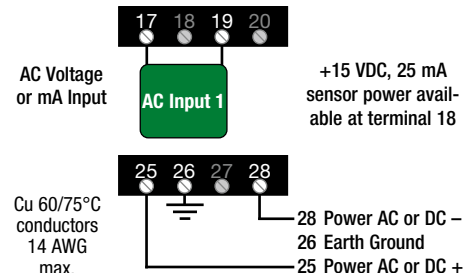 17 18 19 20
AC Voltage
or mA Input
AC Input 1
+15 VDC, 25 mA
sensor power avail-
able at terminal 18
25 26 27 28
Cu 60/75°C
conductors
14 AWG
max.
28 Power AC or DC –
26 Earth Ground
25 Power AC or DC +